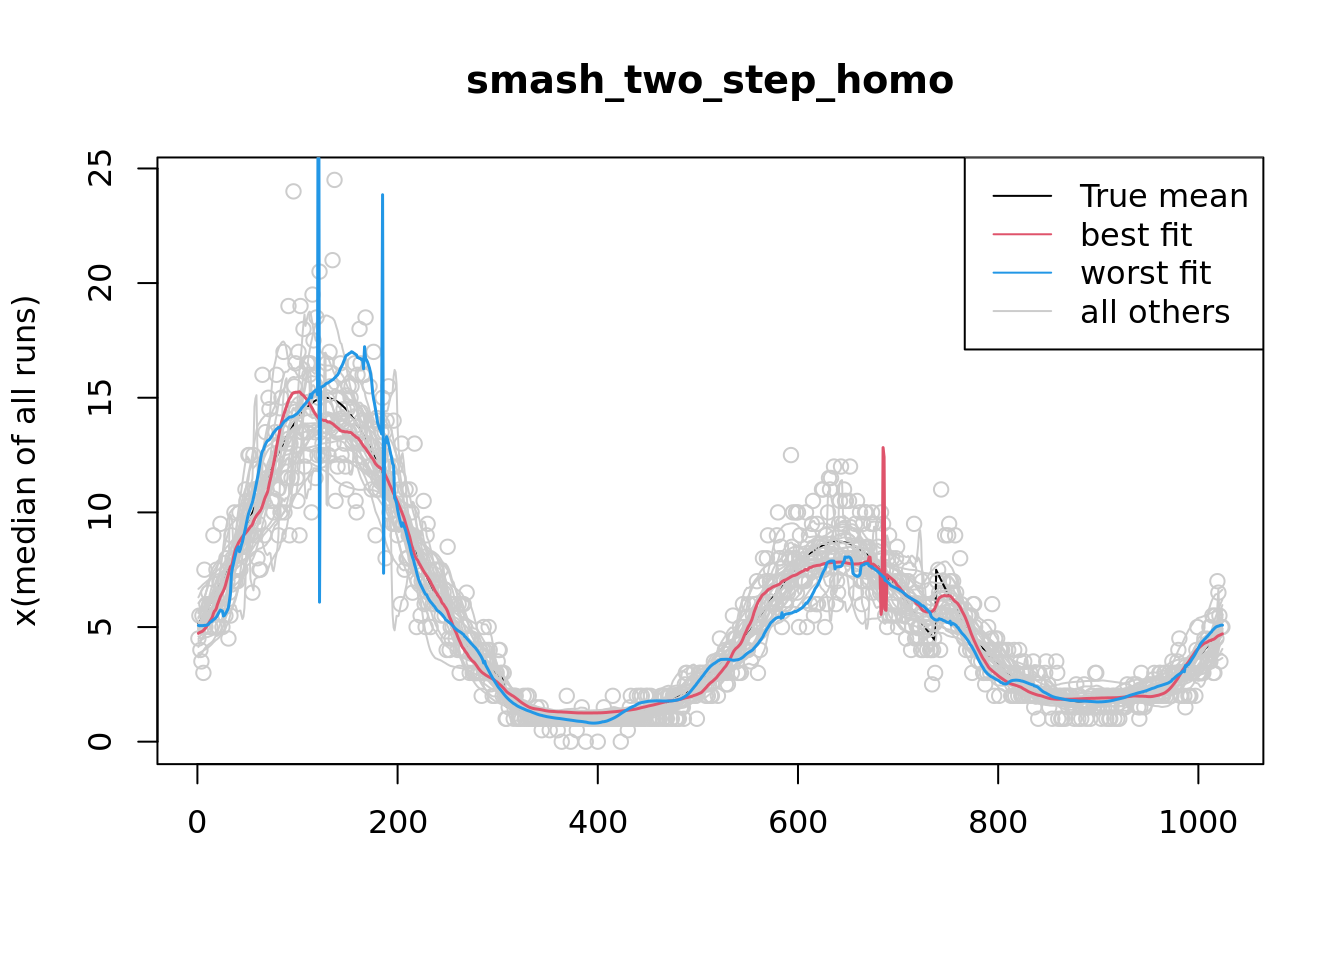 smash_two_step_homo
x(median of all runs)
25
20
15
10
5
0
True mean
best fit
worst fit
all others
0 200 400 600 800 1000